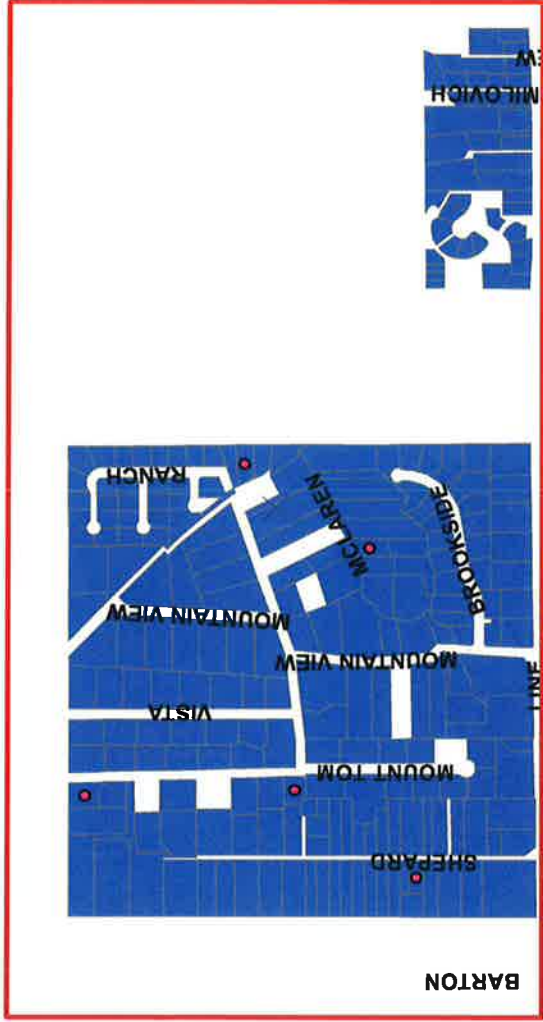 BARTON
SHEPARD
MOUNT TOM
VISTA
LINE
MOUNTAIN VIEW
MOUNTAIN VIEW
BROOKSIDE
MCLAREN
RANCH
MILOVICH